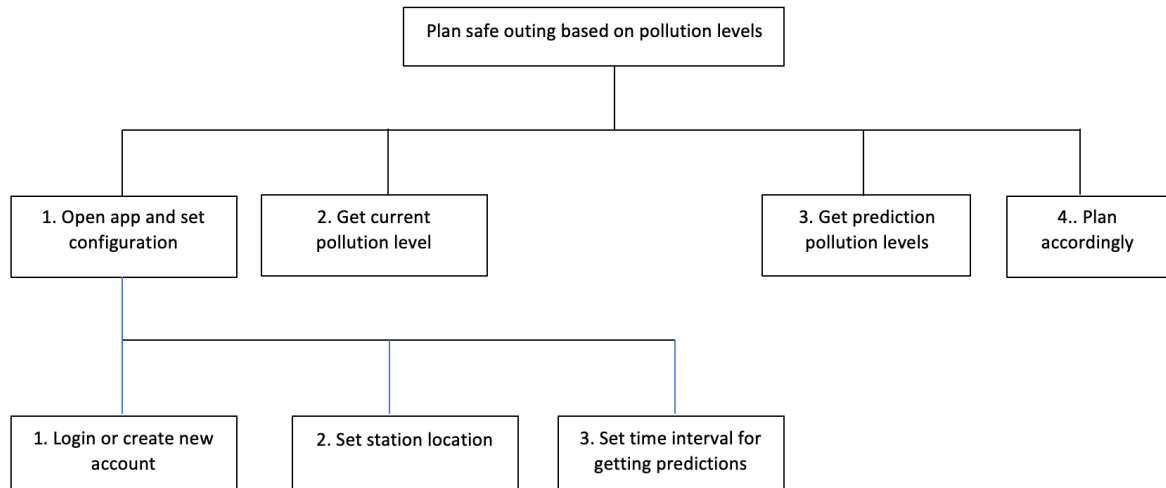 Plan safe outing based on pollution levels
1. Open app and set
configuration
2. Get current
pollution level
3. Get prediction
pollution levels
4.. Plan
accordingly
1. Login or create new
account
2. Set station location
3. Set time interval for
getting predictions